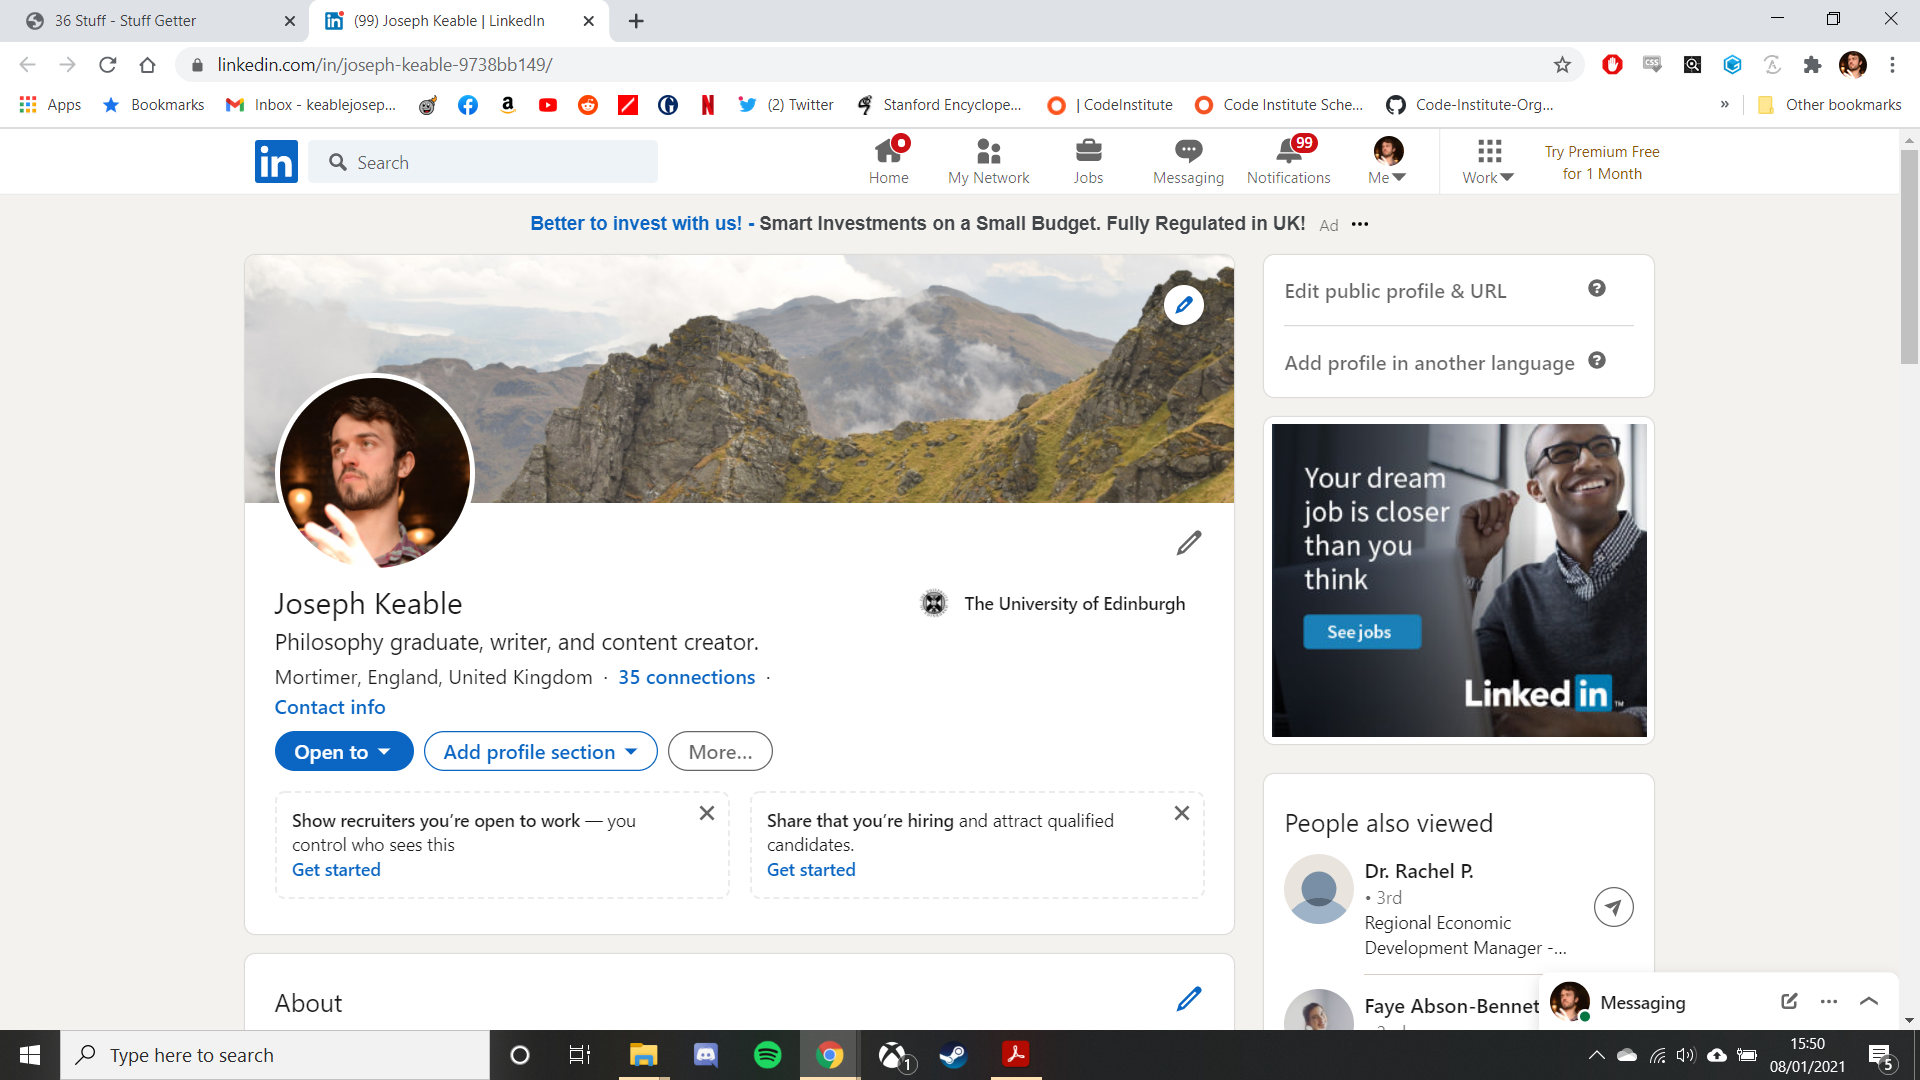 36 Stuff - Stuff Getter
(99) Joseph Keable | LinkedIn
linkedin.com/in/joseph-keable-9738bb149/
Apps
Bookmarks
Inbox - keablejosep...
(2) Twitter
Stanford Encyclope...
| CodeInstitute
Code Institute Sche...
Code-Institute-Org...
»
Other bookmarks
in
Search
Home
My Network
Jobs
Messaging
99
Notifications
Me
Work
Try Premium Free
for 1 Month
Better to invest with us! - Smart Investments on a Small Budget. Fully Regulated in UK! Ad
Joseph Keable
The University of Edinburgh
Philosophy graduate, writer, and content creator.
Mortimer, England, United Kingdom · 35 connections ·
Contact info
Open to
Add profile section
More...
Show recruiters you're open to work — you
control who sees this
Get started
Share that you're hiring and attract qualified
candidates.
Get started
About
Edit public profile & URL
Add profile in another language
Your dream
job is closer
than you
think
See jobs
Linked in TM
People also viewed
Dr. Rachel P.
• 3rd
Regional Economic
Development Manager -...
Faye Abson-Bennet
Messaging
Type here to search
1
15:50
08/01/2021
5